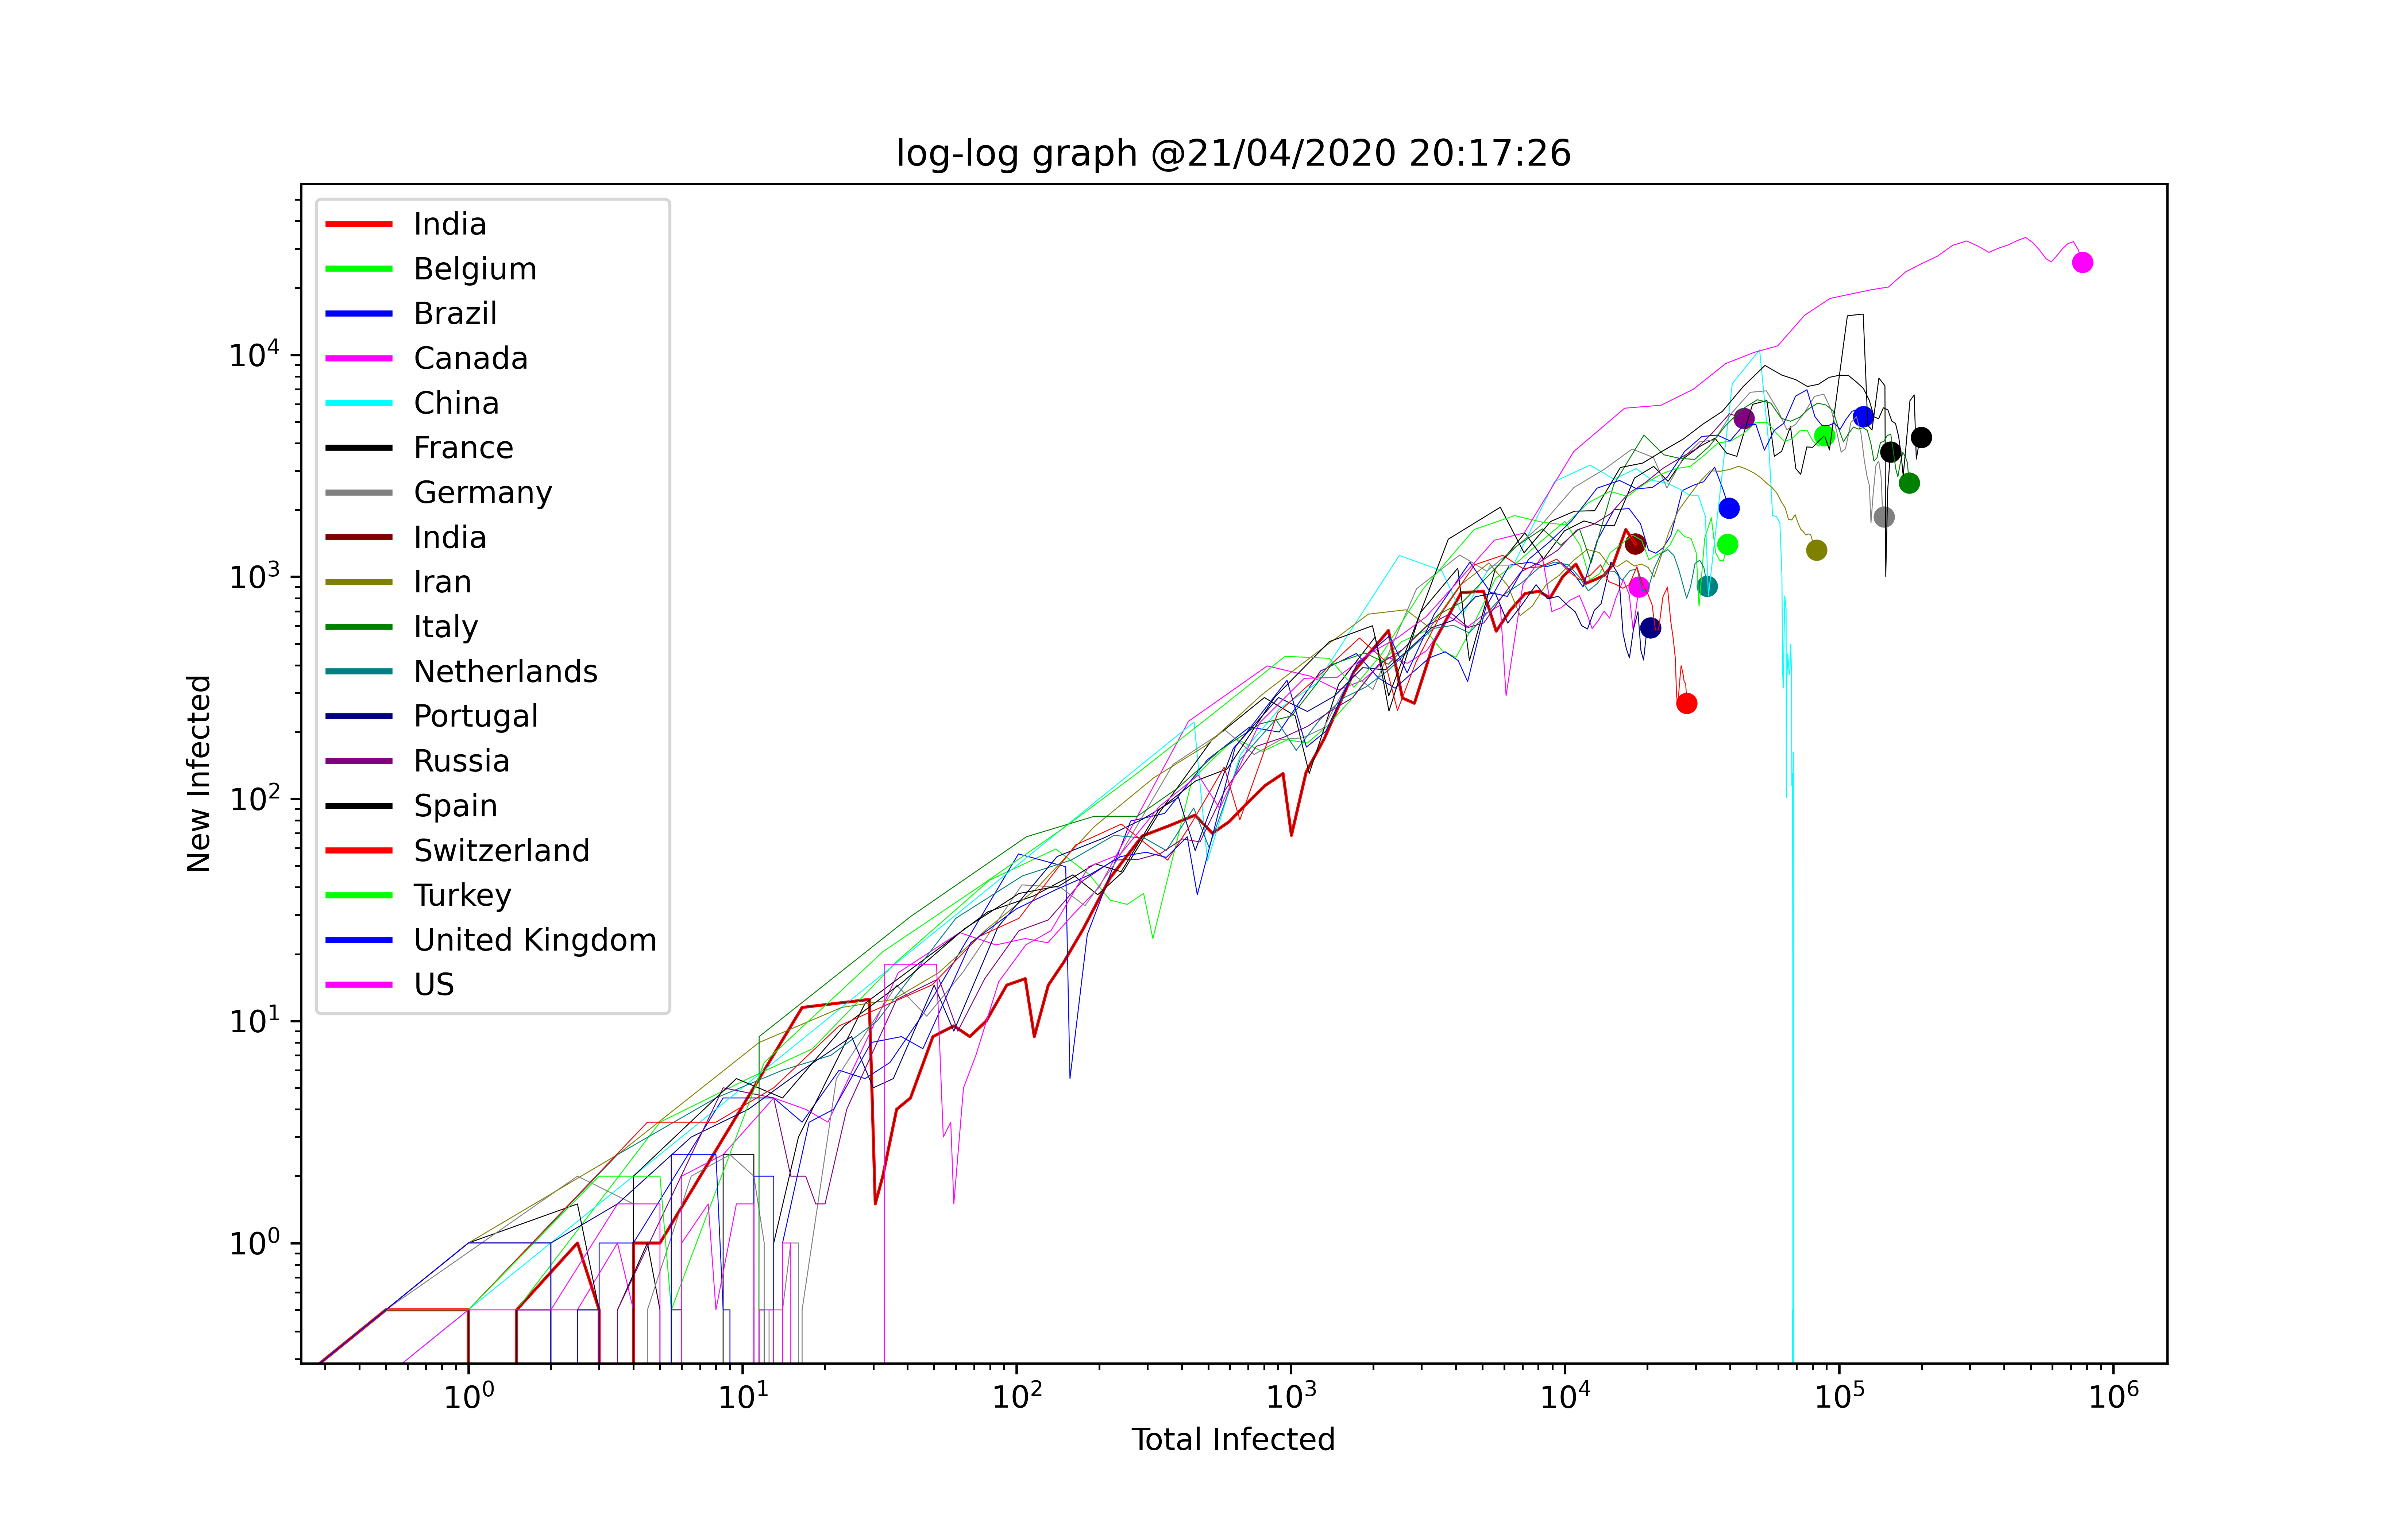 log-log graph @21/04/2020 20:17:26
India
Belgium
Brazil
Canada
China
France
Germany
India
Iran
Italy
Netherlands
Portugal
Russia
Spain
Switzerland
Turkey
United Kingdom
US
New Infected
10⁴
10³
10²
10¹
10⁰
10⁰ 10¹ 10² 10³ 10⁴ 10⁵ 10⁶
Total Infected